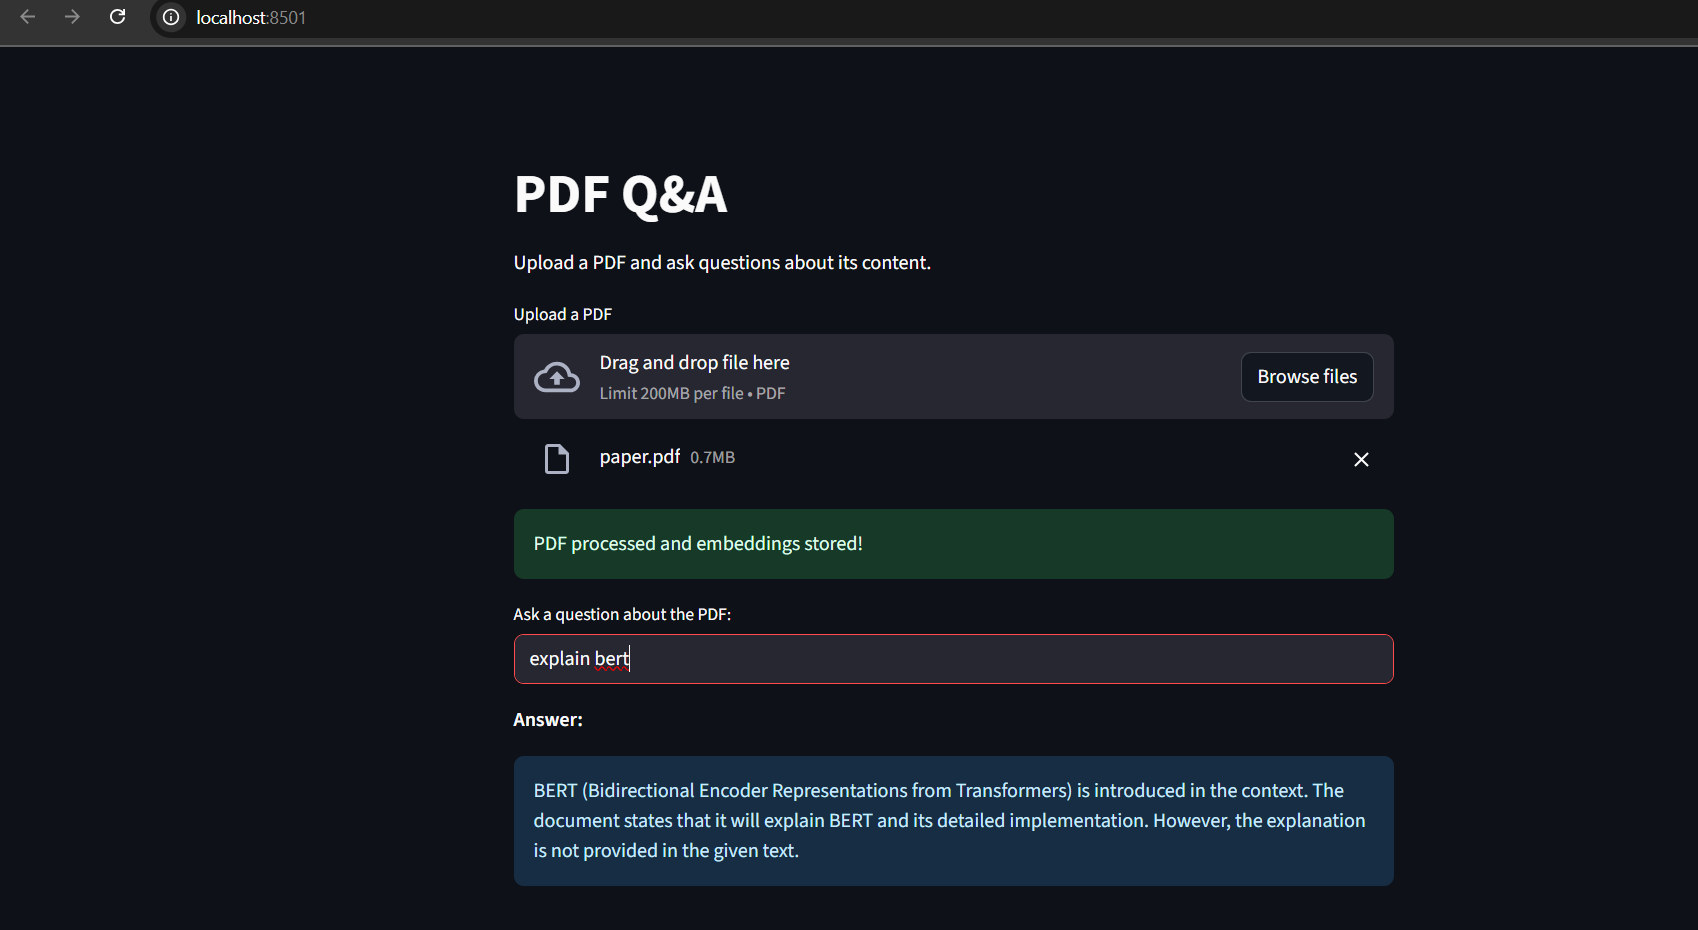 localhost:8501
PDF Q&A
Upload a PDF and ask questions about its content.
Upload a PDF
Drag and drop file here
Limit 200MB per file • PDF
Browse files
paper.pdf 0.7MB
PDF processed and embeddings stored!
Ask a question about the PDF:
explain bert
Answer:
BERT (Bidirectional Encoder Representations from Transformers) is introduced in the context. The
document states that it will explain BERT and its detailed implementation. However, the explanation
is not provided in the given text.